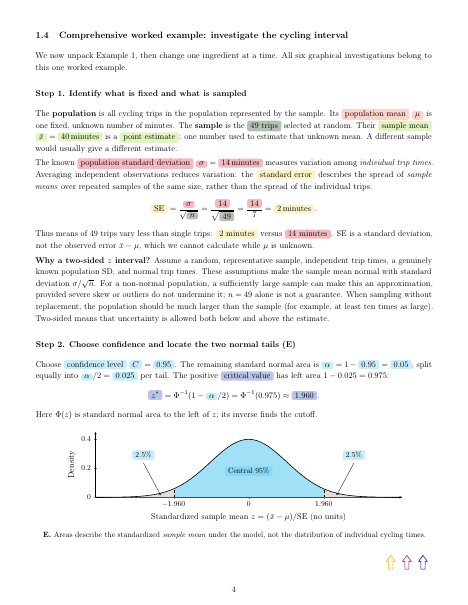 1.4 Comprehensive worked example: investigate the cycling interval
We now unpack Example 1, then change one ingredient at a time. All six graphical investigations belong to
this one worked example.
Step 1. Identify what is fixed and what is sampled
The population is all cycling trips in the population represented by the sample. Its population mean μ is
one fixed, unknown number of minutes. The sample is the 49 trips selected at random. Their sample mean
x̄ = 40 minutes is a point estimate: one number used to estimate that unknown mean. A different sample
would usually give a different estimate.
The known population standard deviation σ = 14 minutes measures variation among individual trip times.
Averaging independent observations reduces variation: the standard error describes the spread of sample
means over repeated samples of the same size, rather than the spread of the individual trips.
SE = σ/√n = 14/√49 = 14/7 = 2 minutes.
Thus means of 49 trips vary less than single trips: 2 minutes versus 14 minutes. SE is a standard deviation,
not the observed error x̄ − μ, which we cannot calculate while μ is unknown.
Why a two-sided z interval? Assume a random, representative sample, independent trip times, a genuinely
known population SD, and normal trip times. These assumptions make the sample mean normal with standard
deviation σ/√n. For a non-normal population, a sufficiently large sample can make this an approximation,
provided severe skew or outliers do not undermine it; n = 49 alone is not a guarantee. When sampling without
replacement, the population should be much larger than the sample (for example, at least ten times as large).
Two-sided means that uncertainty is allowed both below and above the estimate.
Step 2. Choose confidence and locate the two normal tails (E)
Choose confidence level C = 0.95. The remaining standard normal area is α = 1 − 0.95 = 0.05, split
equally into α/2 = 0.025 per tail. The positive critical value has left area 1 − 0.025 = 0.975:
z* = Φ⁻¹(1 − α/2) = Φ⁻¹(0.975) ≈ 1.960.
Here Φ(z) is standard normal area to the left of z; its inverse finds the cutoff.
Density
0.4
0.2
0
2.5%
Central 95%
2.5%
−1.960
0
1.960
Standardized sample mean z = (x̄ − μ)/SE (no units)
E. Areas describe the standardized sample mean under the model, not the distribution of individual cycling times.
4